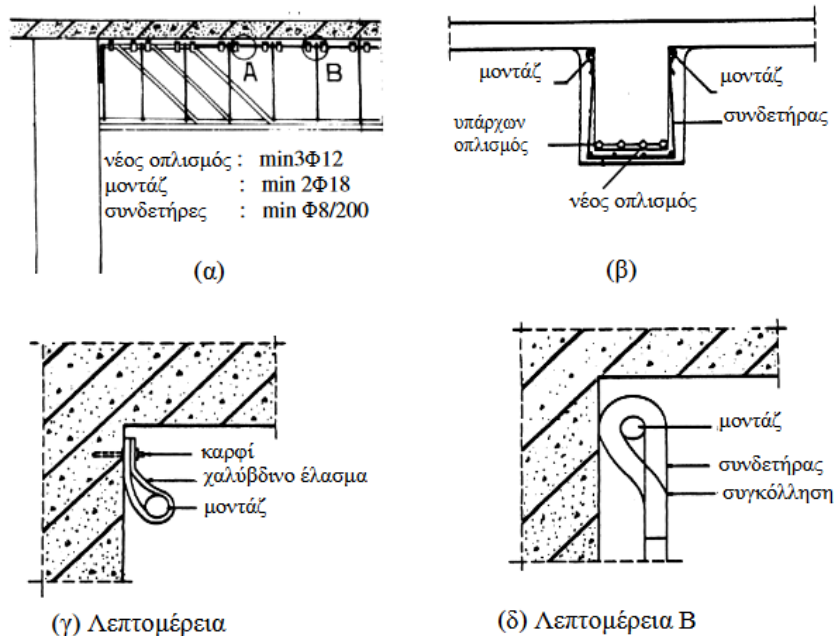 A B
νέος οπλισμός : min3Φ12
μοντάζ : min 2Φ18
συνδετήρες : min Φ8/200
(α)
μοντάζ
μοντάζ
υπάρχων
οπλισμός
συνδετήρας
νέος οπλισμός
(β)
καρφί
χαλύβδινο έλασμα
μοντάζ
(γ) Λεπτομέρεια
μοντάζ
συνδετήρας
συγκόλληση
(δ) Λεπτομέρεια Β